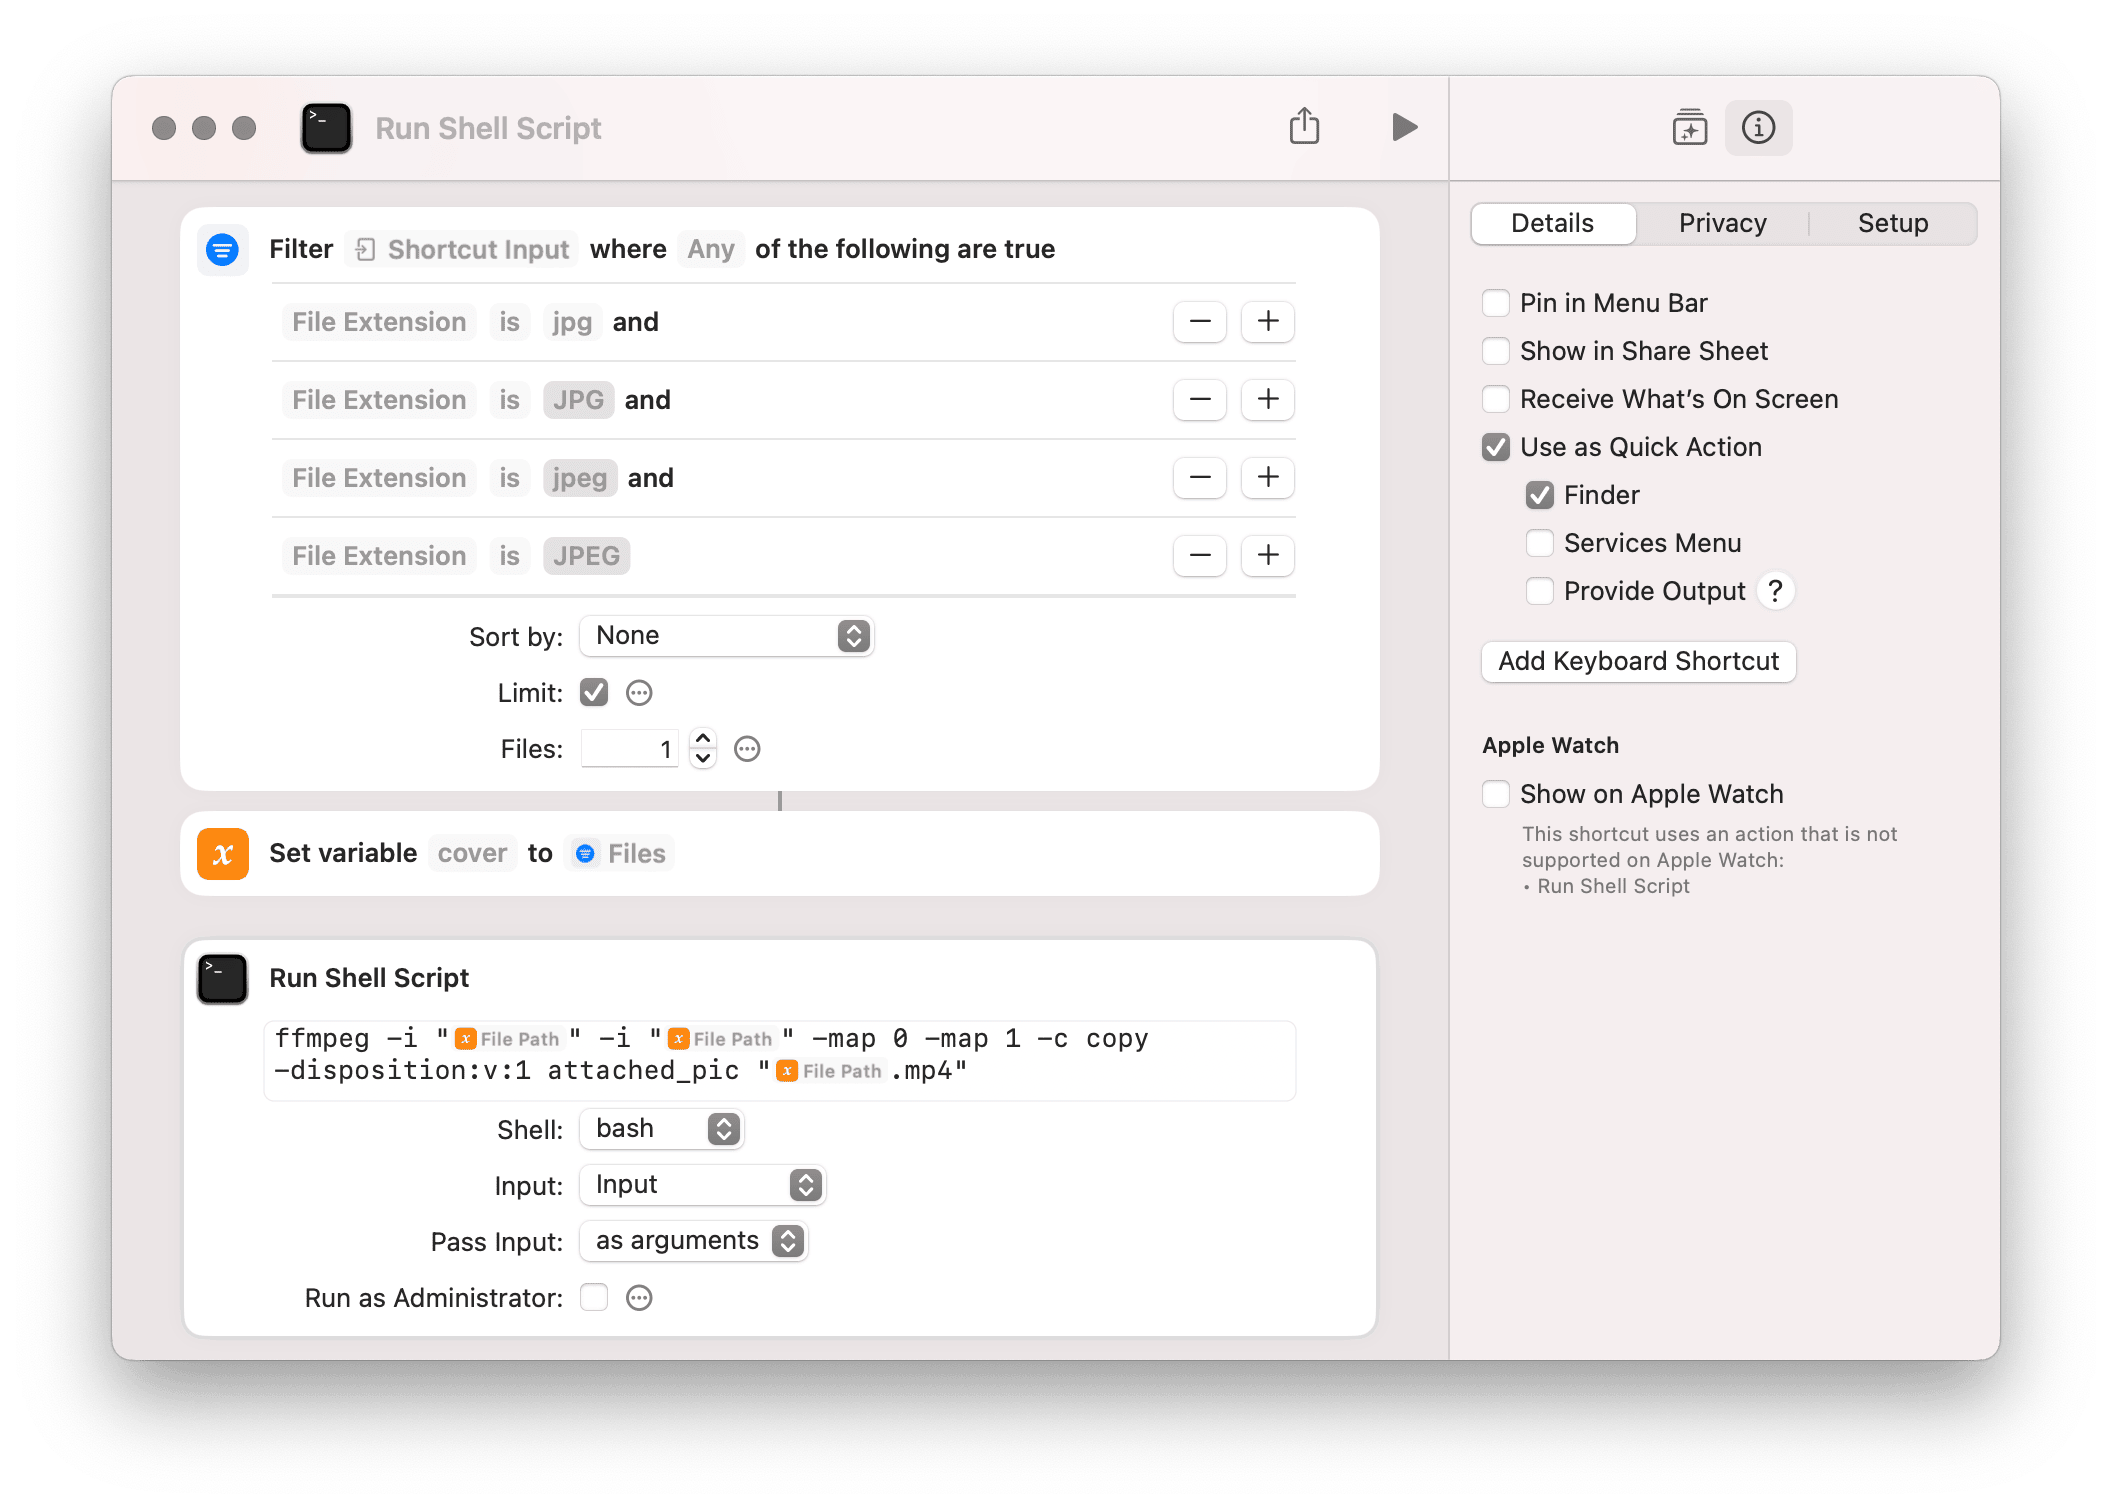 Run Shell Script
Filter Shortcut Input where Any of the following are true
File Extension is jpg and
File Extension is JPG and
File Extension is jpeg and
File Extension is JPEG
Sort by: None
Limit:
Files: 1
Set variable cover to Files
Run Shell Script
ffmpeg -i "File Path" -i "File Path" -map 0 -map 1 -c copy
-disposition:v:1 attached_pic "File Path.mp4"
Shell: bash
Input: Input
Pass Input: as arguments
Run as Administrator:
Details Privacy Setup
Pin in Menu Bar
Show in Share Sheet
Receive What’s On Screen
Use as Quick Action
Finder
Services Menu
Provide Output ?
Add Keyboard Shortcut
Apple Watch
Show on Apple Watch
This shortcut uses an action that is not
supported on Apple Watch:
• Run Shell Script